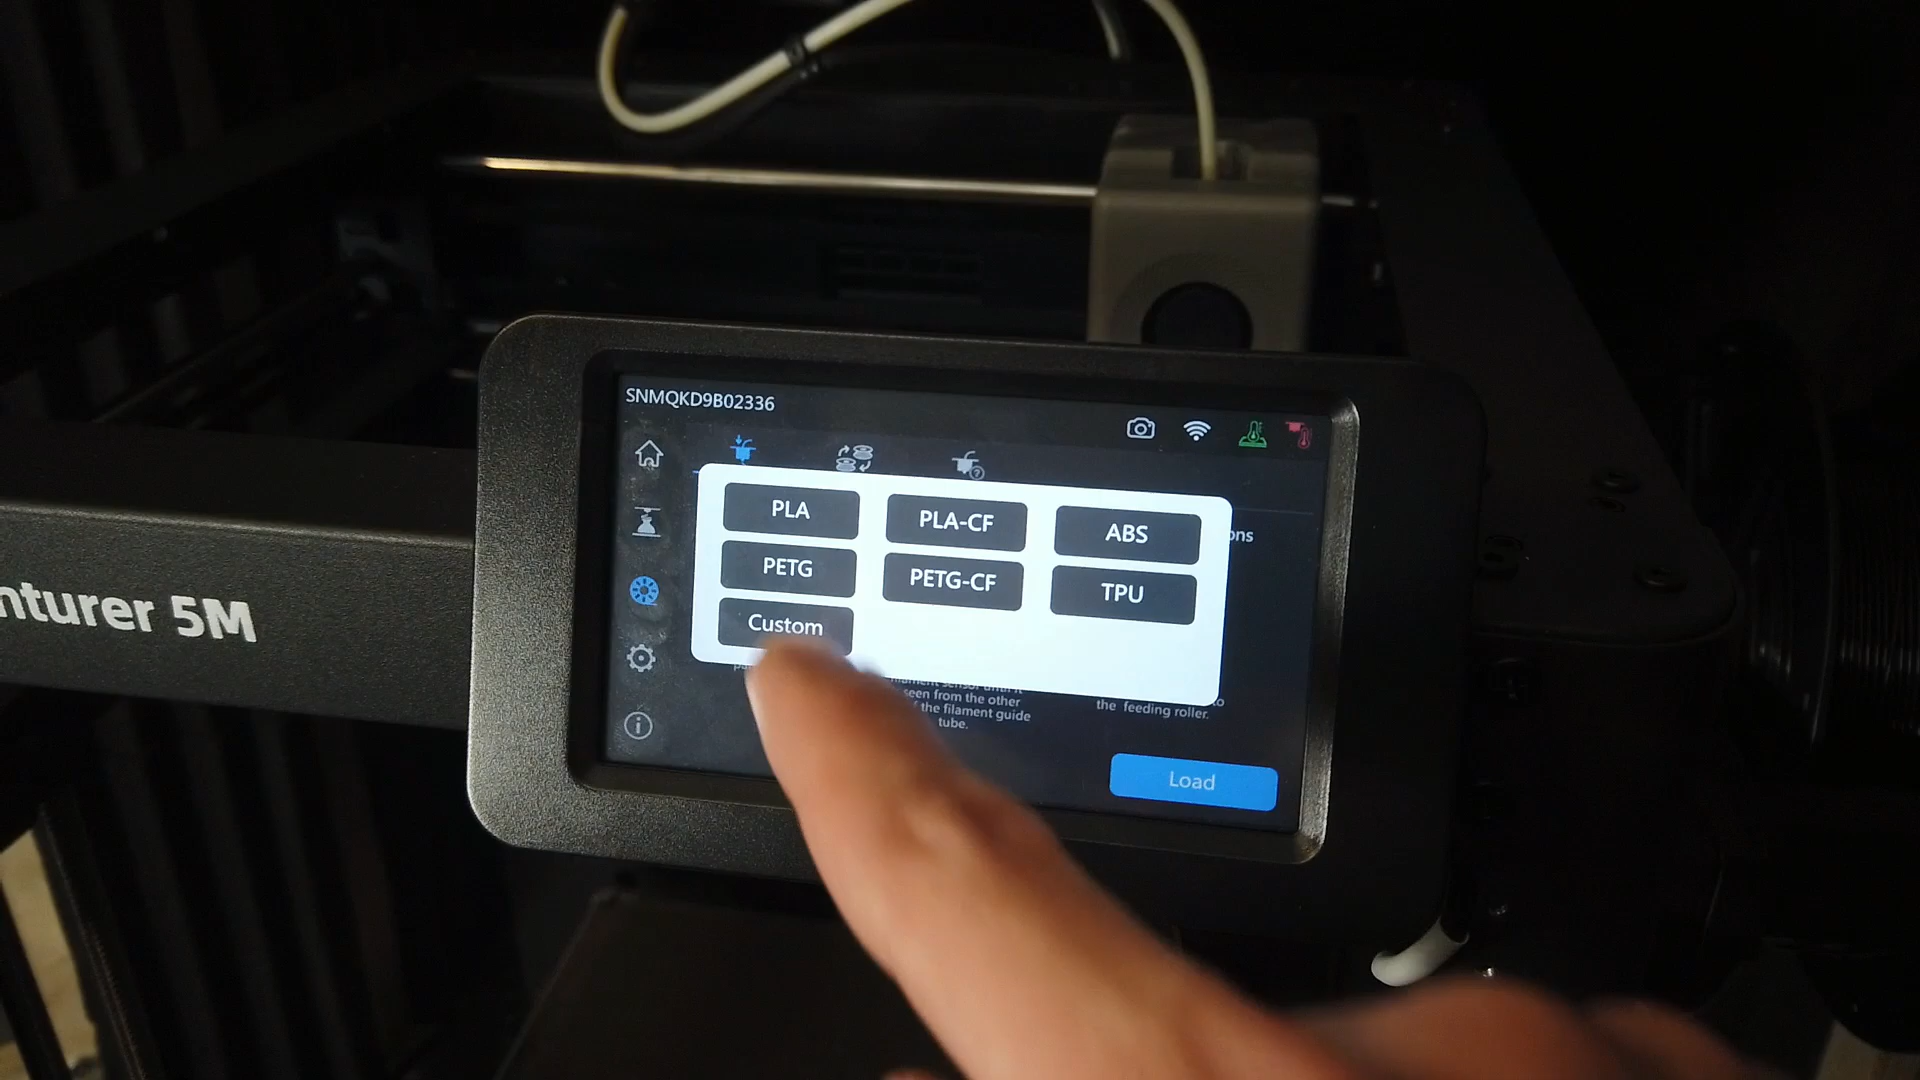 SNMQKD9B02336
PLA
PLA-CF
ABS
PETG
PETG-CF
TPU
Custom
ons
seen from the other
the filament guide
tube.
the feeding roller.
Load
nturer 5M